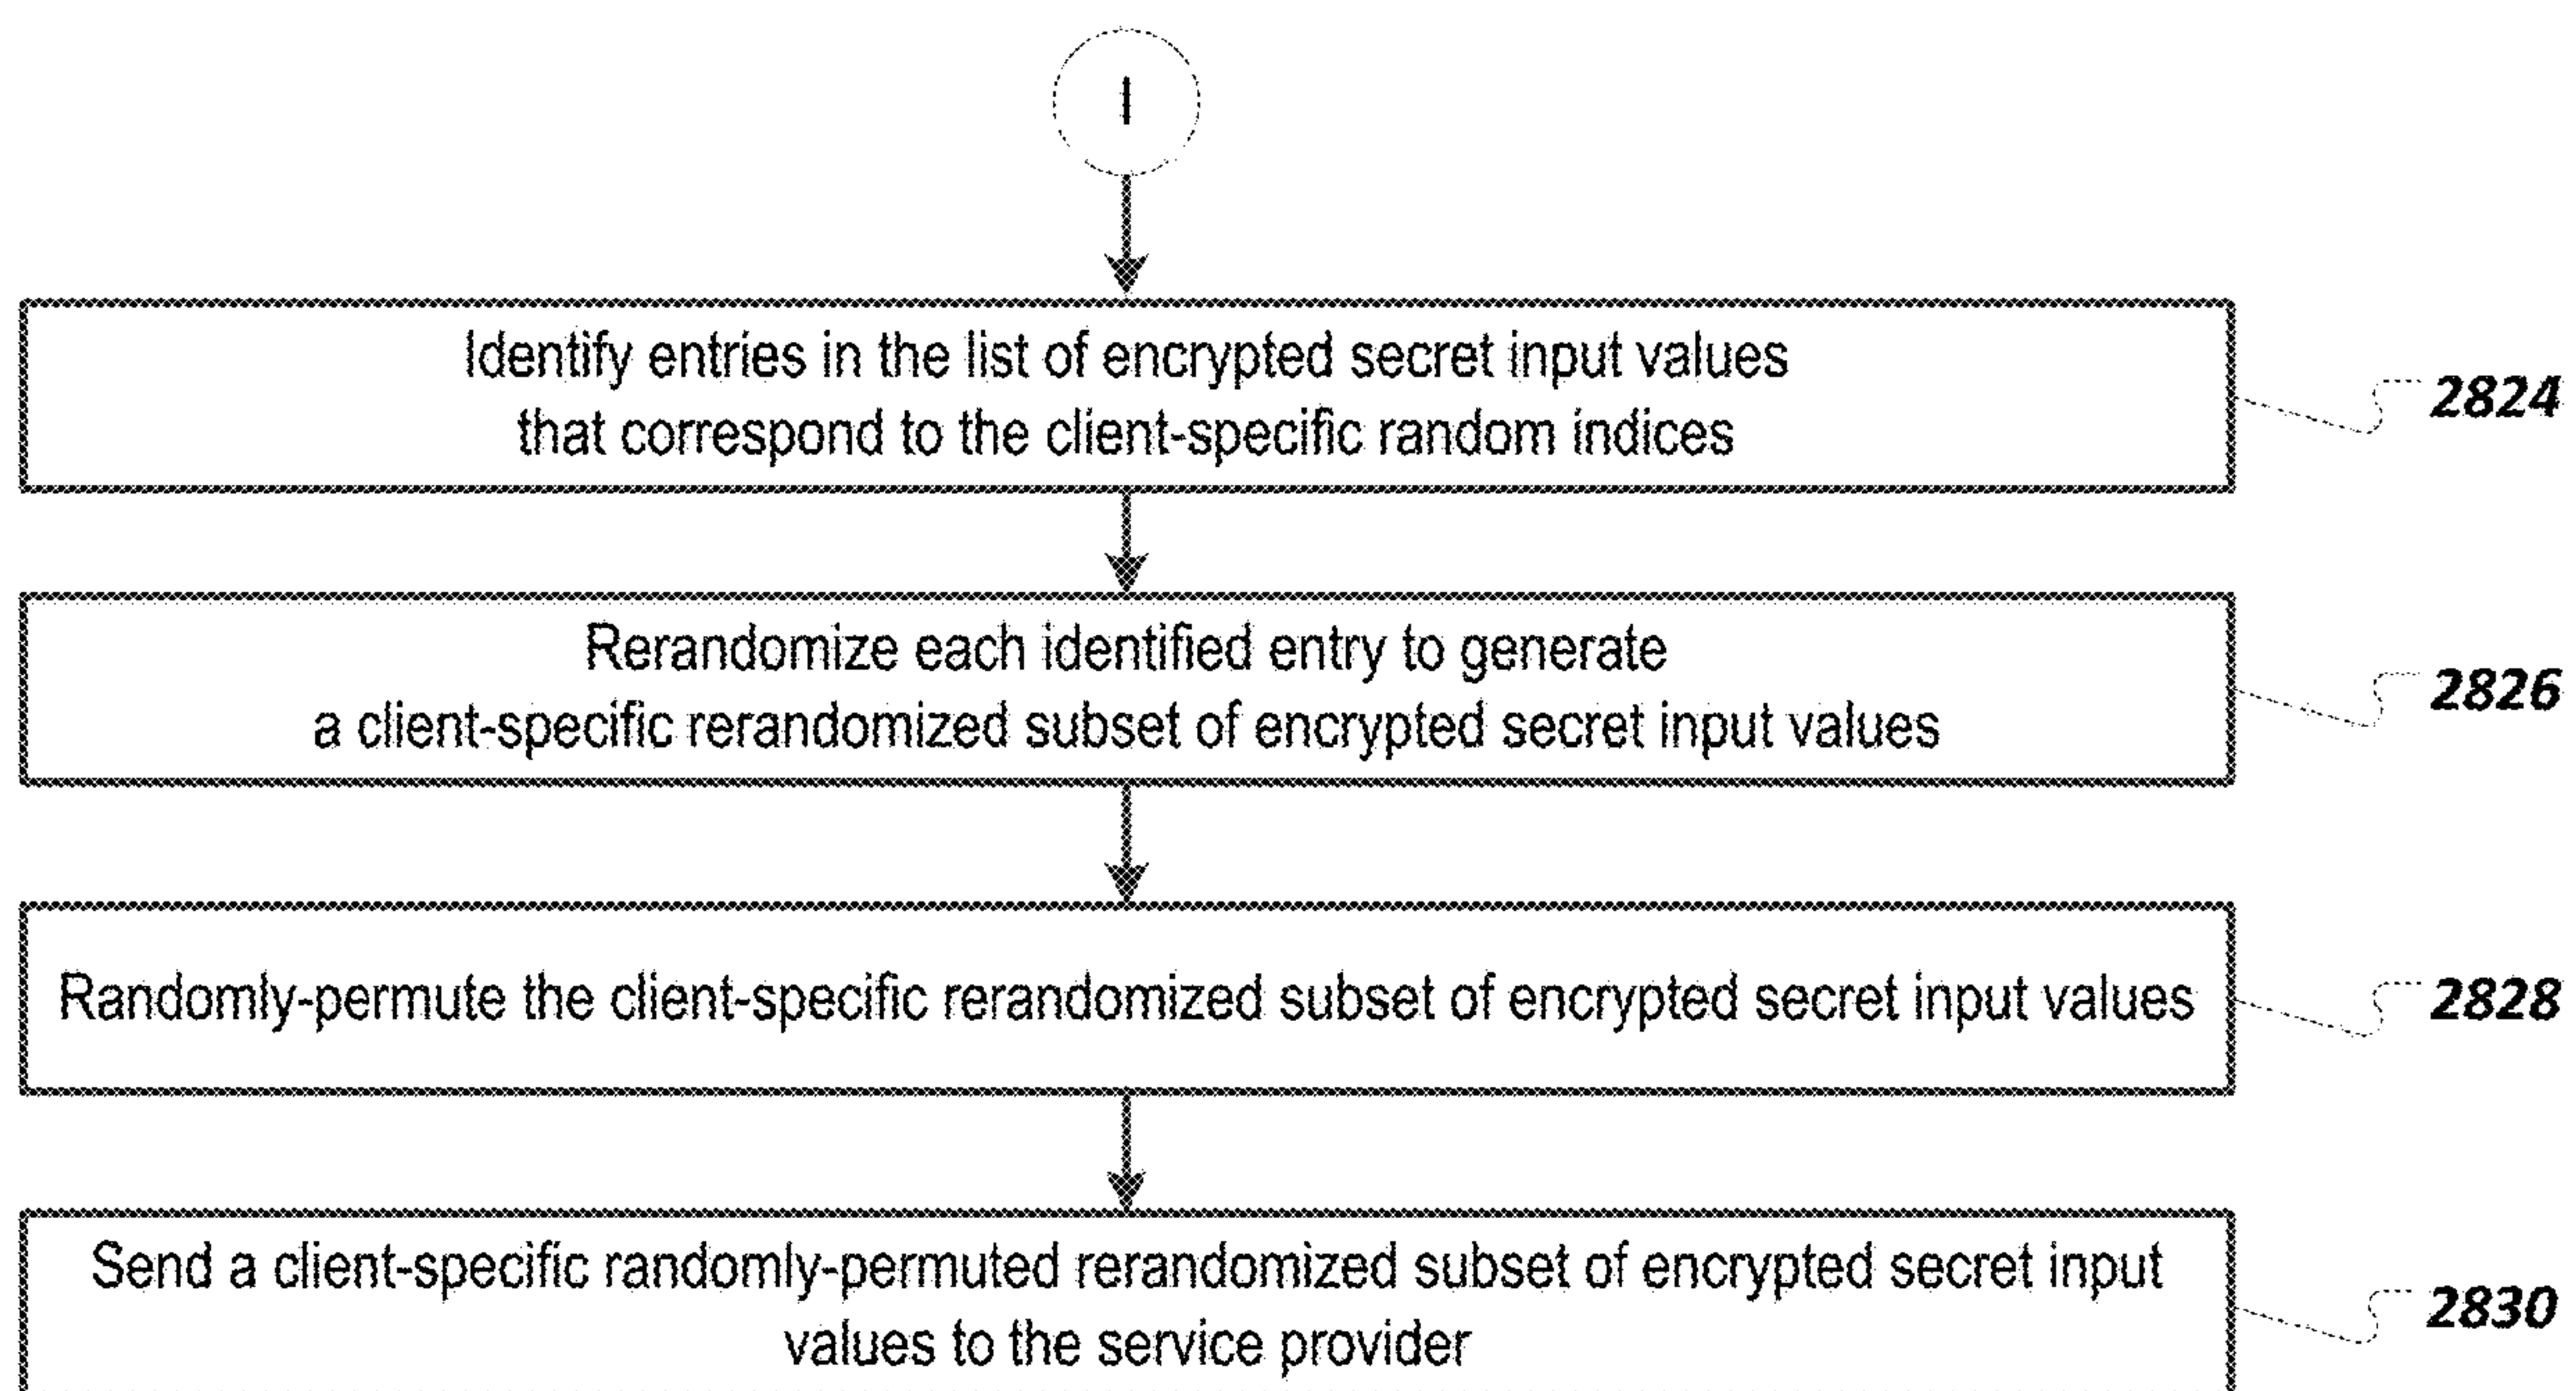 I
Identify entries in the list of encrypted secret input values
that correspond to the client-specific random indices
2824
Rerandomize each identified entry to generate
a client-specific rerandomized subset of encrypted secret input values
2826
Randomly-permute the client-specific rerandomized subset of encrypted secret input values
2828
Send a client-specific randomly-permuted rerandomized subset of encrypted secret input
values to the service provider
2830